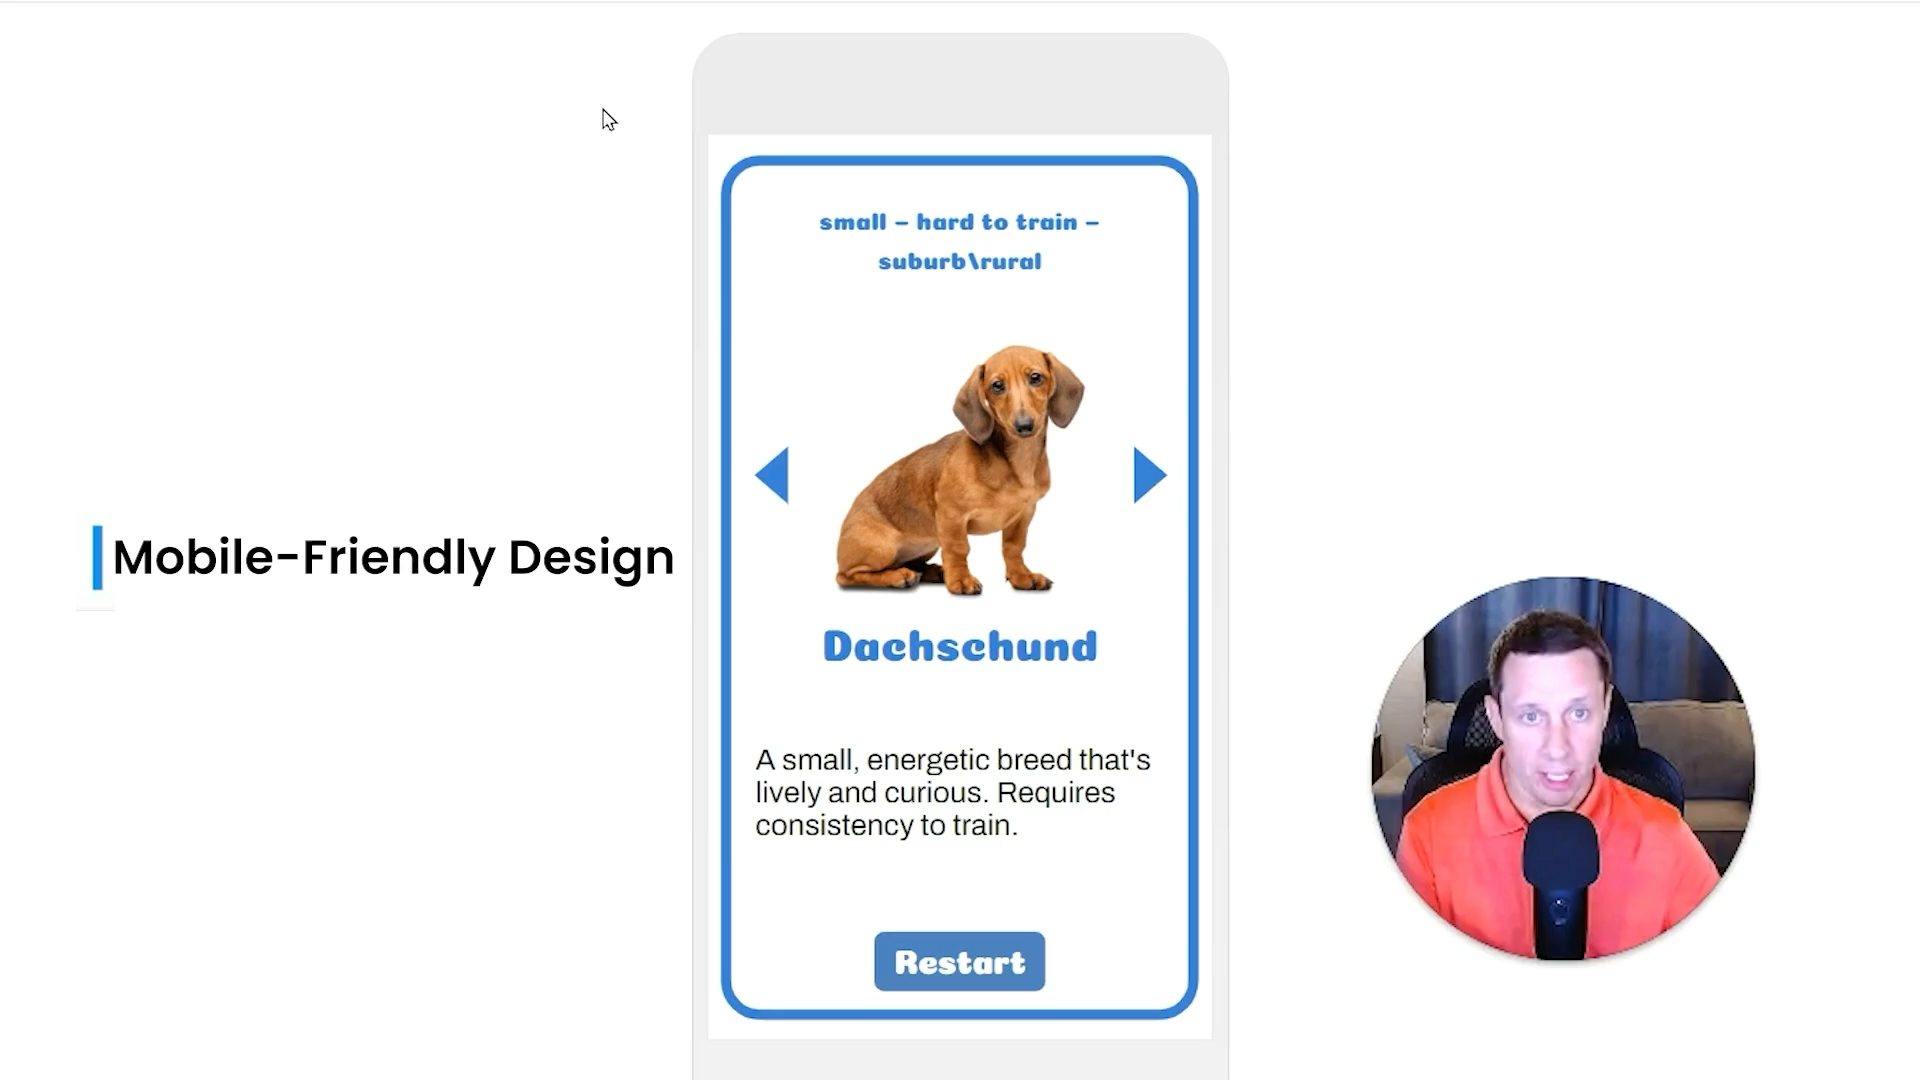 small – hard to train –
suburb\rural
Mobile-Friendly Design
Dachschund
A small, energetic breed that's
lively and curious. Requires
consistency to train.
Restart